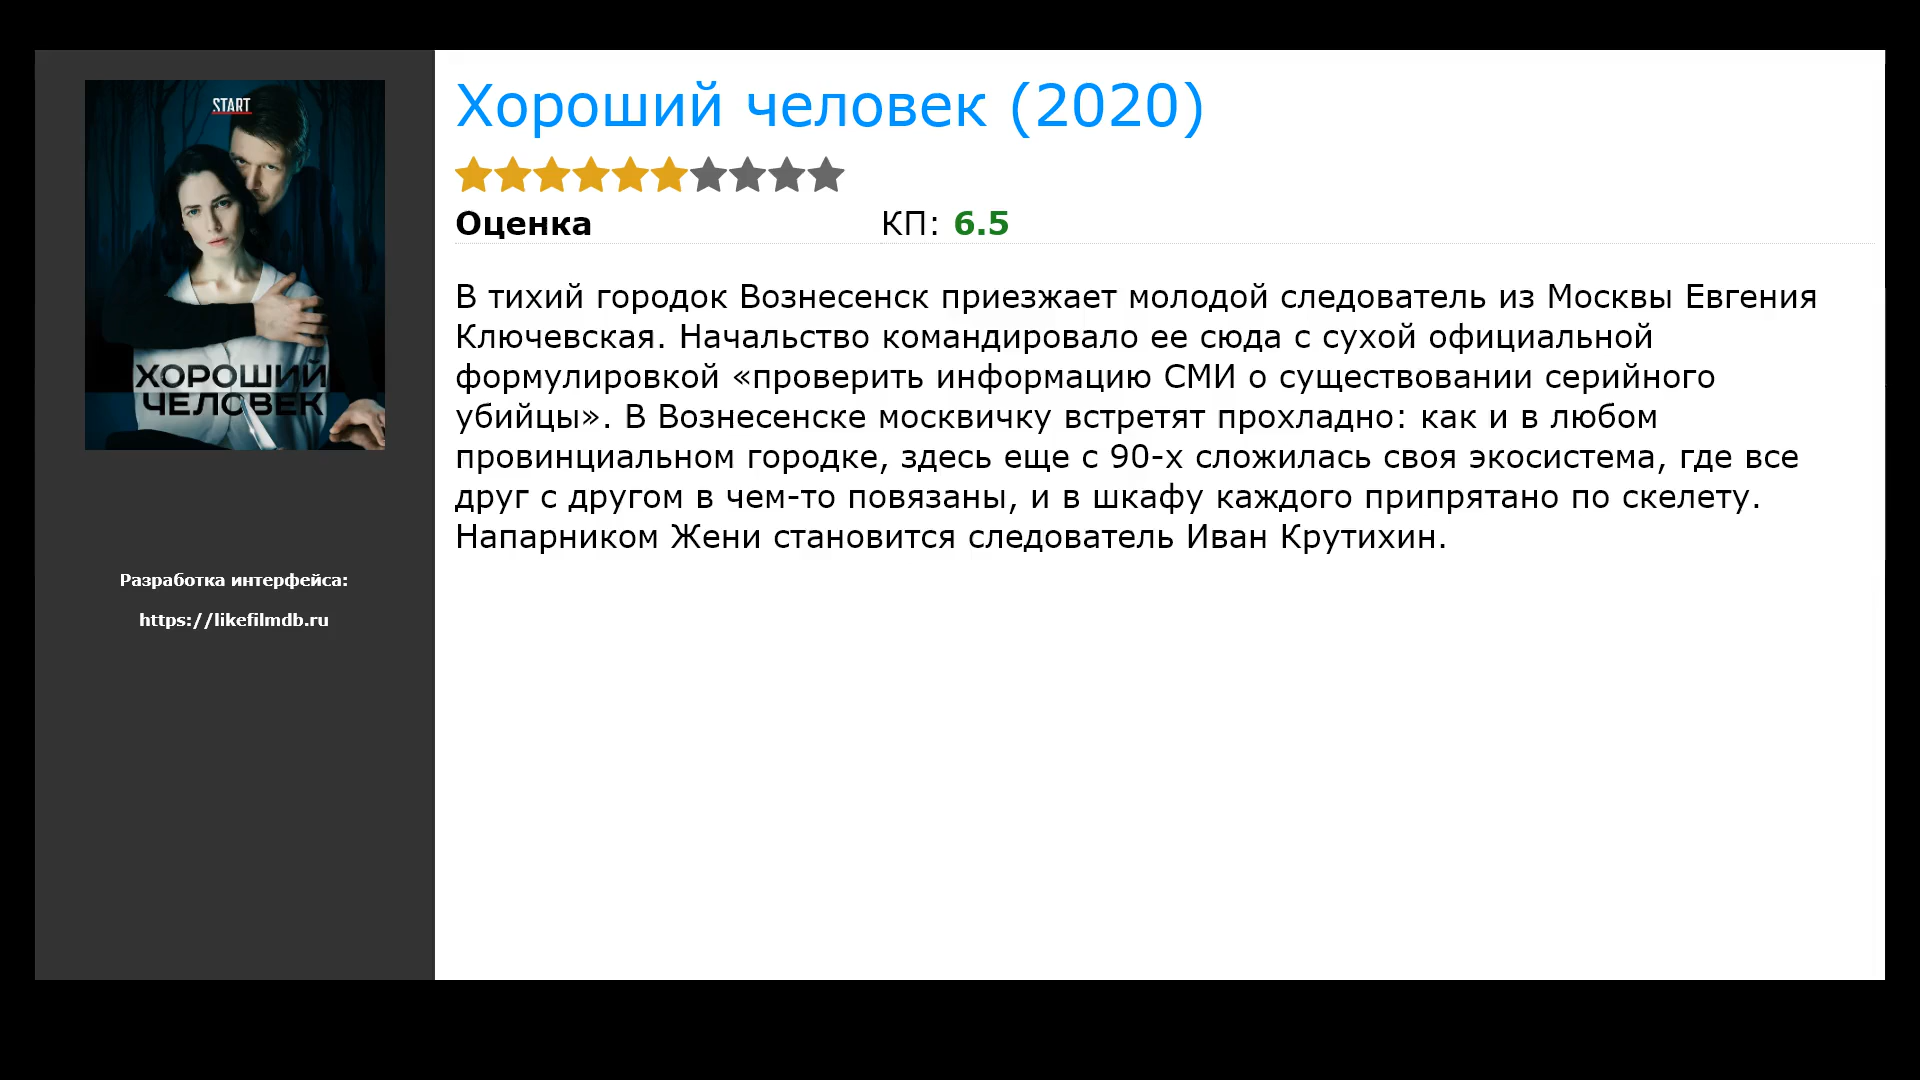 START
ХОРОШИЙ
ЧЕЛОВЕК
Разработка интерфейса:
https://likefilmdb.ru
Хороший человек (2020)
Оценка КП: 6.5
В тихий городок Вознесенск приезжает молодой следователь из Москвы Евгения
Ключевская. Начальство командировало ее сюда с сухой официальной
формулировкой «проверить информацию СМИ о существовании серийного
убийцы». В Вознесенске москвичку встретят прохладно: как и в любом
провинциальном городке, здесь еще с 90-х сложилась своя экосистема, где все
друг с другом в чем-то повязаны, и в шкафу каждого припрятано по скелету.
Напарником Жени становится следователь Иван Крутихин.